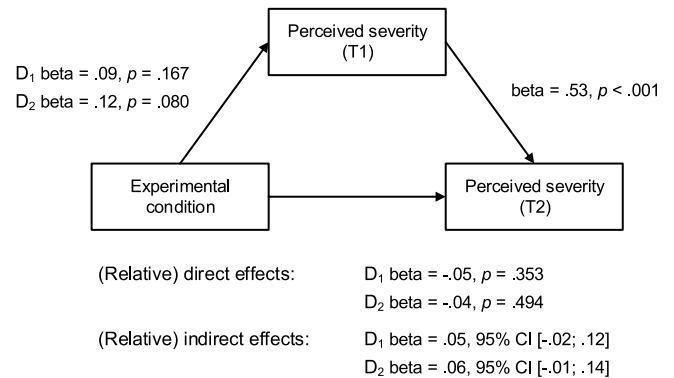 Perceived severity
(T1)
D₁ beta = .09, p = .167
D₂ beta = .12, p = .080
beta = .53, p < .001
Experimental
condition
Perceived severity
(T2)
(Relative) direct effects:
D₁ beta = -.05, p = .353
D₂ beta = -.04, p = .494
(Relative) indirect effects:
D₁ beta = .05, 95% CI [-.02; .12]
D₂ beta = .06, 95% CI [-.01; .14]